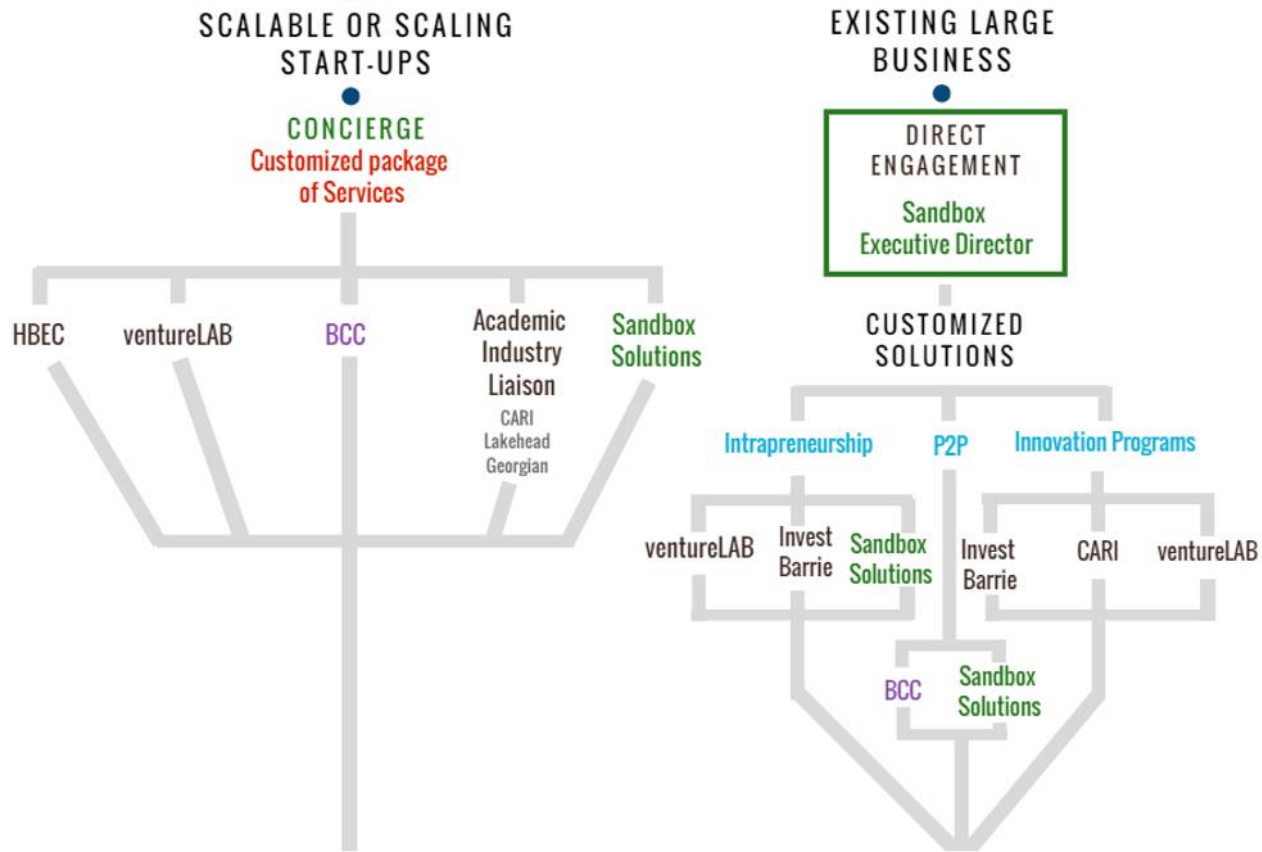 SCALABLE OR SCALING
START-UPS
CONCIERGE
Customized package
of Services
HBEC
ventureLAB
BCC
Academic
Industry
Liaison
CARI
Lakehead
Georgian
Sandbox
Solutions
EXISTING LARGE
BUSINESS
DIRECT
ENGAGEMENT
Sandbox
Executive Director
CUSTOMIZED
SOLUTIONS
Intrapreneurship
P2P
Innovation Programs
ventureLAB
Invest
Barrie
Sandbox
Solutions
Invest
Barrie
CARI
ventureLAB
BCC
Sandbox
Solutions